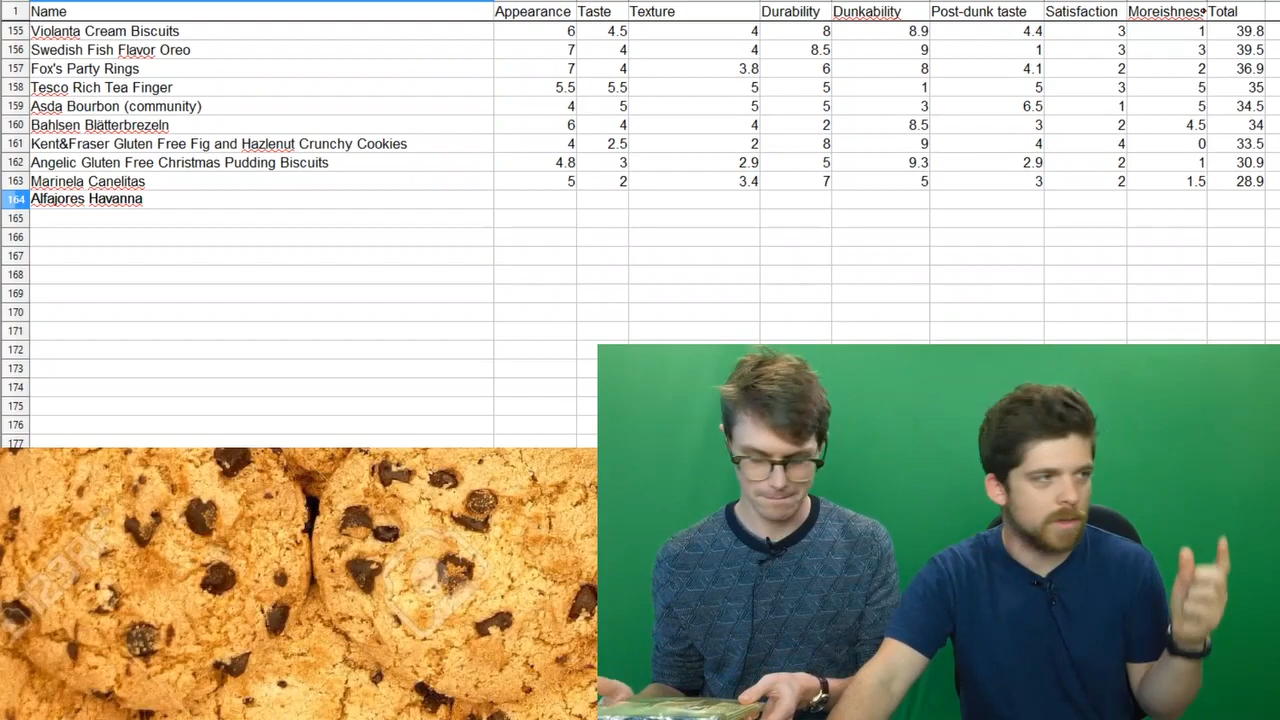 1 Name Appearance Taste Texture Durability Dunkability Post-dunk taste Satisfaction Moreishness Total
155 Violanta Cream Biscuits 6 4.5 4 8 8.9 4.4 3 1 39.8
156 Swedish Fish Flavor Oreo 7 4 4 8.5 9 1 3 3 39.5
157 Fox's Party Rings 7 4 3.8 6 8 4.1 2 2 36.9
158 Tesco Rich Tea Finger 5.5 5.5 5 5 1 5 3 5 35
159 Asda Bourbon (community) 4 5 5 5 3 6.5 1 5 34.5
160 Bahlsen Blätterbrezeln 6 4 4 2 8.5 3 2 4.5 34
161 Kent&Fraser Gluten Free Fig and Hazlenut Crunchy Cookies 4 2.5 2 8 9 4 4 0 33.5
162 Angelic Gluten Free Christmas Pudding Biscuits 4.8 3 2.9 5 9.3 2.9 2 1 30.9
163 Marinela Canelitas 5 2 3.4 7 5 3 2 1.5 28.9
164 Alfajores Havanna
165
166
167
168
169
170
171
172
173
174
175
176
177
123RF